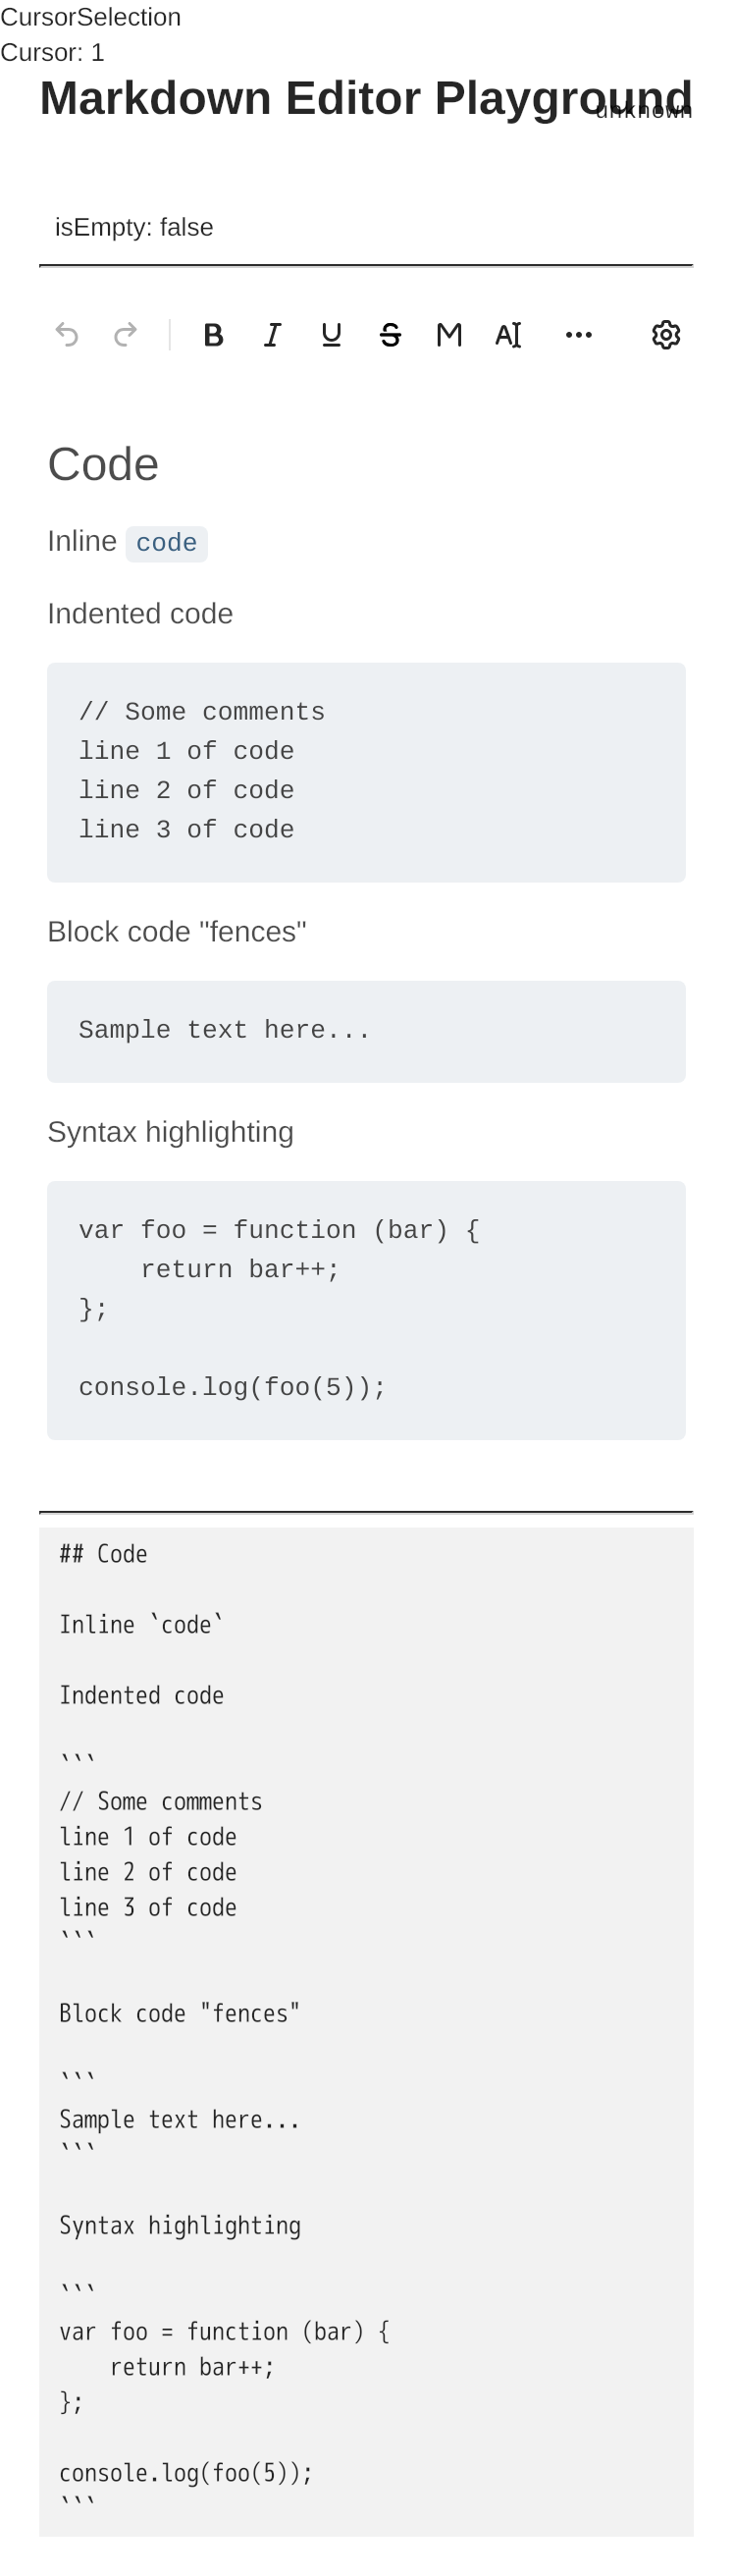 CursorSelection
Cursor: 1
Markdown Editor Playground
unknown
isEmpty: false
Code
Inline code
Indented code
// Some comments
line 1 of code
line 2 of code
line 3 of code
Block code "fences"
Sample text here...
Syntax highlighting
var foo = function (bar) {
    return bar++;
};

console.log(foo(5));
## Code

Inline `code`

Indented code

```
// Some comments
line 1 of code
line 2 of code
line 3 of code
```

Block code "fences"

```
Sample text here...
```

Syntax highlighting

```
var foo = function (bar) {
    return bar++;
};

console.log(foo(5));
```